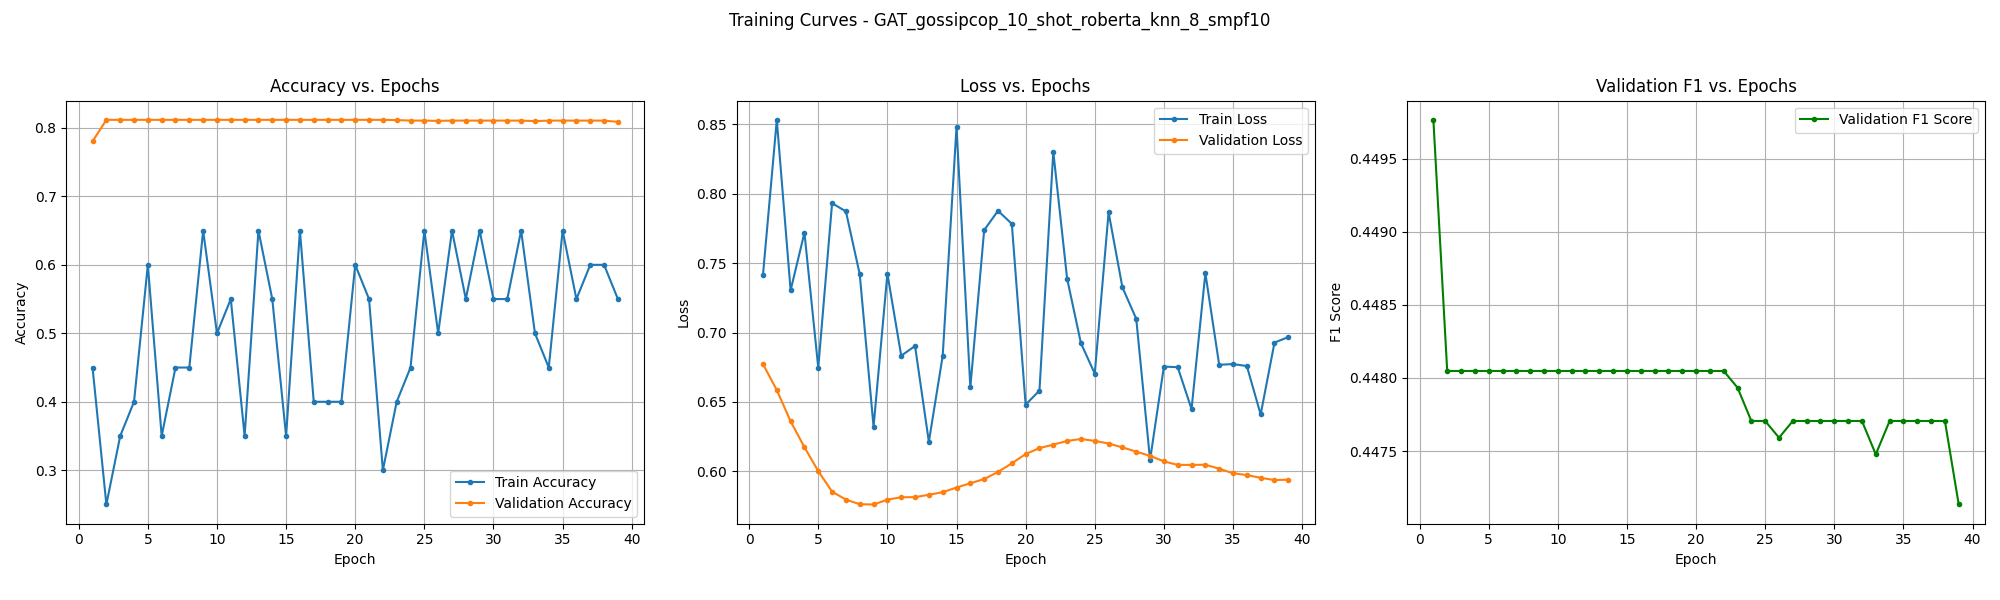 Training Curves - GAT_gossipcop_10_shot_roberta_knn_8_smpf10
Accuracy vs. Epochs
0.8
0.7
0.6
0.5
0.4
0.3
Accuracy
Train Accuracy
Validation Accuracy
0 5 10 15 20 25 30 35 40
Epoch
Loss vs. Epochs
Train Loss
Validation Loss
0.85
0.80
0.75
0.70
0.65
0.60
Loss
0 5 10 15 20 25 30 35 40
Epoch
Validation F1 vs. Epochs
Validation F1 Score
0.4495
0.4490
0.4485
0.4480
0.4475
F1 Score
0 5 10 15 20 25 30 35 40
Epoch